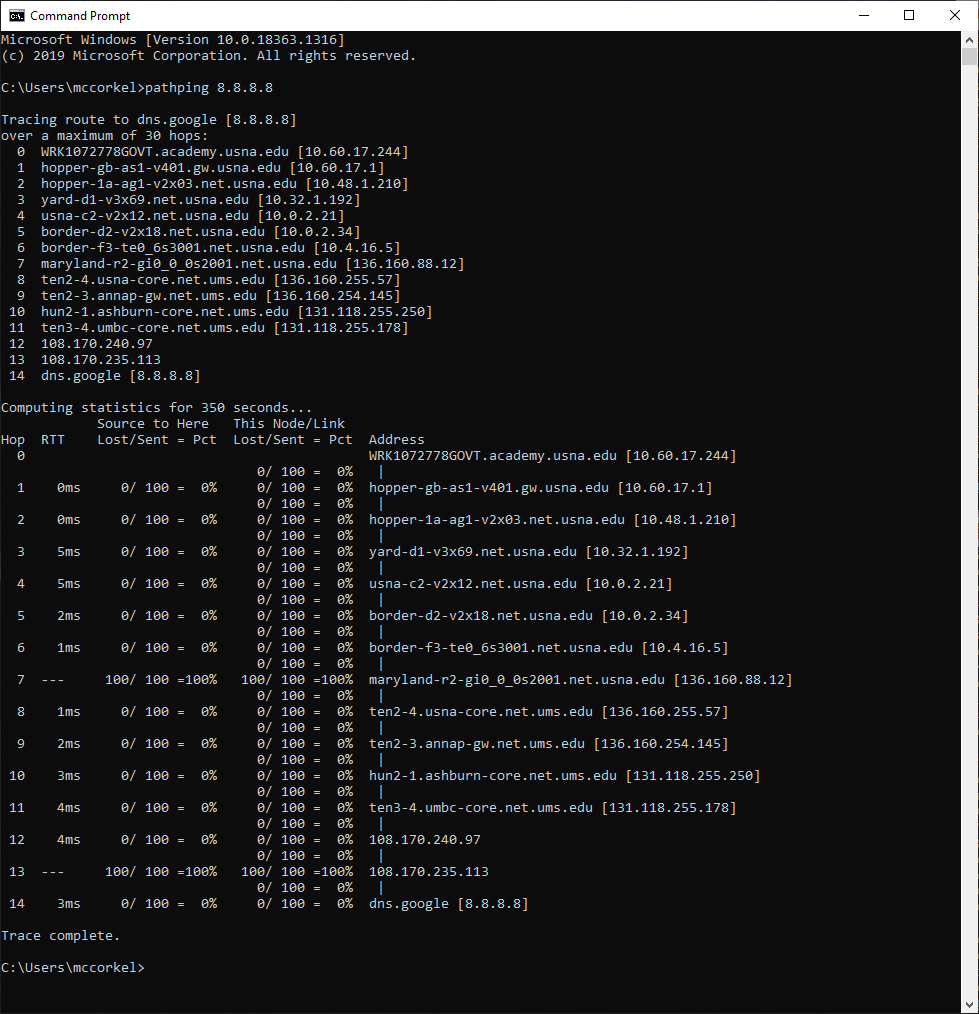 Command Prompt
Microsoft Windows [Version 10.0.18363.1316]
(c) 2019 Microsoft Corporation. All rights reserved.
C:\Users\mccorkel>pathping 8.8.8.8
Tracing route to dns.google [8.8.8.8]
over a maximum of 30 hops:
  0  WRK1072778GOVT.academy.usna.edu [10.60.17.244]
  1  hopper-gb-as1-v401.gw.usna.edu [10.60.17.1]
  2  hopper-1a-ag1-v2x03.net.usna.edu [10.48.1.210]
  3  yard-d1-v3x69.net.usna.edu [10.32.1.192]
  4  usna-c2-v2x12.net.usna.edu [10.0.2.21]
  5  border-d2-v2x18.net.usna.edu [10.0.2.34]
  6  border-f3-te0_6s3001.net.usna.edu [10.4.16.5]
  7  maryland-r2-gi0_0_0s2001.net.usna.edu [136.160.88.12]
  8  ten2-4.usna-core.net.ums.edu [136.160.255.57]
  9  ten2-3.annap-gw.net.ums.edu [136.160.254.145]
 10  hun2-1.ashburn-core.net.ums.edu [131.118.255.250]
 11  ten3-4.umbc-core.net.ums.edu [131.118.255.178]
 12  108.170.240.97
 13  108.170.235.113
 14  dns.google [8.8.8.8]
Computing statistics for 350 seconds...
            Source to Here   This Node/Link
Hop  RTT    Lost/Sent = Pct  Lost/Sent = Pct  Address
  0                                           WRK1072778GOVT.academy.usna.edu [10.60.17.244]
                                0/ 100 =  0%   |
  1    0ms     0/ 100 =  0%     0/ 100 =  0%  hopper-gb-as1-v401.gw.usna.edu [10.60.17.1]
                                0/ 100 =  0%   |
  2    0ms     0/ 100 =  0%     0/ 100 =  0%  hopper-1a-ag1-v2x03.net.usna.edu [10.48.1.210]
                                0/ 100 =  0%   |
  3    5ms     0/ 100 =  0%     0/ 100 =  0%  yard-d1-v3x69.net.usna.edu [10.32.1.192]
                                0/ 100 =  0%   |
  4    5ms     0/ 100 =  0%     0/ 100 =  0%  usna-c2-v2x12.net.usna.edu [10.0.2.21]
                                0/ 100 =  0%   |
  5    2ms     0/ 100 =  0%     0/ 100 =  0%  border-d2-v2x18.net.usna.edu [10.0.2.34]
                                0/ 100 =  0%   |
  6    1ms     0/ 100 =  0%     0/ 100 =  0%  border-f3-te0_6s3001.net.usna.edu [10.4.16.5]
                                0/ 100 =  0%   |
  7  ---     100/ 100 =100%   100/ 100 =100%  maryland-r2-gi0_0_0s2001.net.usna.edu [136.160.88.12]
                                0/ 100 =  0%   |
  8    1ms     0/ 100 =  0%     0/ 100 =  0%  ten2-4.usna-core.net.ums.edu [136.160.255.57]
                                0/ 100 =  0%   |
  9    2ms     0/ 100 =  0%     0/ 100 =  0%  ten2-3.annap-gw.net.ums.edu [136.160.254.145]
                                0/ 100 =  0%   |
 10    3ms     0/ 100 =  0%     0/ 100 =  0%  hun2-1.ashburn-core.net.ums.edu [131.118.255.250]
                                0/ 100 =  0%   |
 11    4ms     0/ 100 =  0%     0/ 100 =  0%  ten3-4.umbc-core.net.ums.edu [131.118.255.178]
                                0/ 100 =  0%   |
 12    4ms     0/ 100 =  0%     0/ 100 =  0%  108.170.240.97
                                0/ 100 =  0%   |
 13  ---     100/ 100 =100%   100/ 100 =100%  108.170.235.113
                                0/ 100 =  0%   |
 14    3ms     0/ 100 =  0%     0/ 100 =  0%  dns.google [8.8.8.8]
Trace complete.
C:\Users\mccorkel>